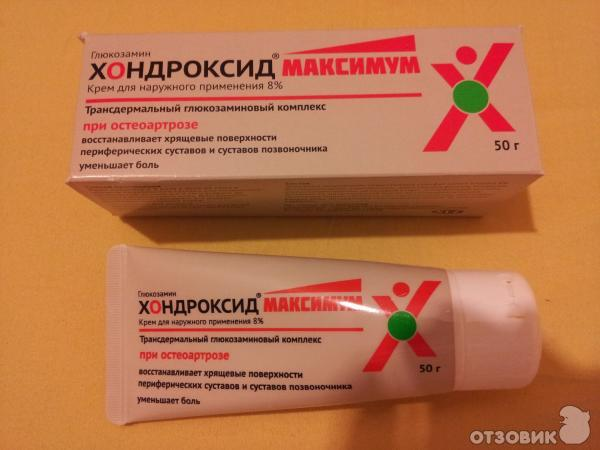 Глюкозамин
ХОНДРОКСИД® МАКСИМУМ
Крем для наружного применения 8%
Трансдермальный глюкозаминовый комплекс
при остеоартрозе
восстанавливает хрящевые поверхности
периферических суставов и суставов позвоночника
уменьшает боль
50 г
Глюкозамин
ХОНДРОКСИД® МАКСИМУМ
Крем для наружного применения 8%
Трансдермальный глюкозаминовый комплекс
при остеоартрозе
восстанавливает хрящевые поверхности
периферических суставов и суставов позвоночника
уменьшает боль
50 г
ОТЗОВИК